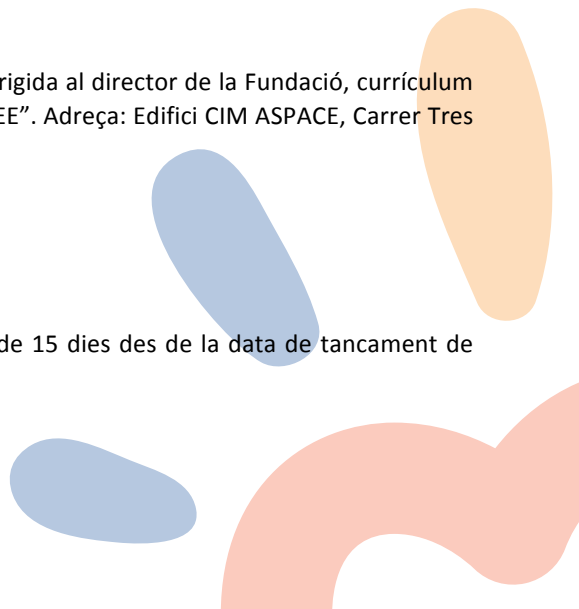 rigida al director de la Fundació, currículum
EE”. Adreça: Edifici CIM ASPACE, Carrer Tres
de 15 dies des de la data de tancament de